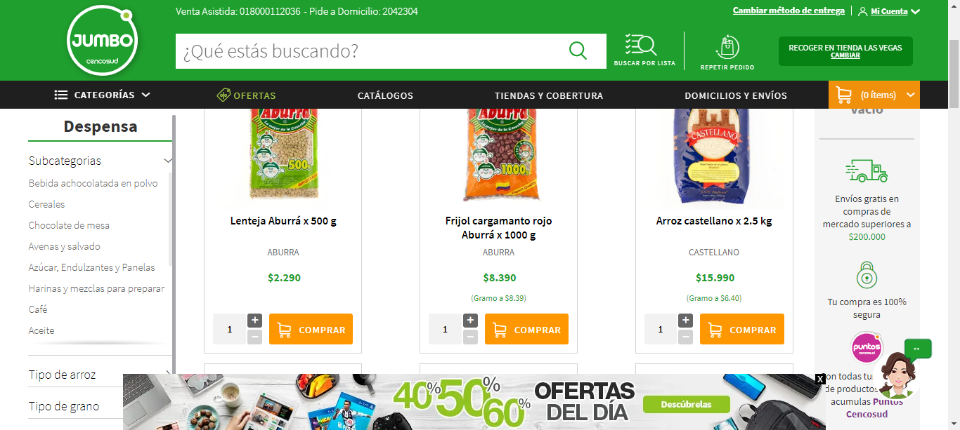 Venta Asistida: 018000112036 - Pide a Domicilio: 2042304
Cambiar método de entrega
Mi Cuenta
JUMBO
cencosud
¿Qué estás buscando?
BUSCAR POR LISTA
REPETIR PEDIDO
RECOGER EN TIENDA LAS VEGAS
CAMBIAR
CATEGORÍAS
OFERTAS
CATÁLOGOS
TIENDAS Y COBERTURA
DOMICILIOS Y ENVÍOS
(0 ítems)
Despensa
Subcategorias
Bebida achocolatada en polvo
Cereales
Chocolate de mesa
Avenas y salvado
Azúcar, Endulzantes y Panelas
Harinas y mezclas para preparar
Café
Aceite
Tipo de arroz
Tipo de grano
Aburrá
500
Lenteja Aburrá x 500 g
ABURRA
$2.290
1
+
-
COMPRAR
Aburrá
1000
Frijol cargamanto rojo
Aburrá x 1000 g
ABURRA
$8.390
(Gramo a $8.39)
1
+
-
COMPRAR
CASTELLANO
Arroz castellano x 2.5 kg
CASTELLANO
$15.990
(Gramo a $6.40)
1
+
-
COMPRAR
vacío
Envíos gratis en
compras de
mercado superiores a
$200.000
Tu compra es 100%
segura
puntos
cencosud
on todas tu
de producto
acumulas Puntos
Cencosud
40% 50% 60%
OFERTAS
DEL DÍA
Descúbrelas
X